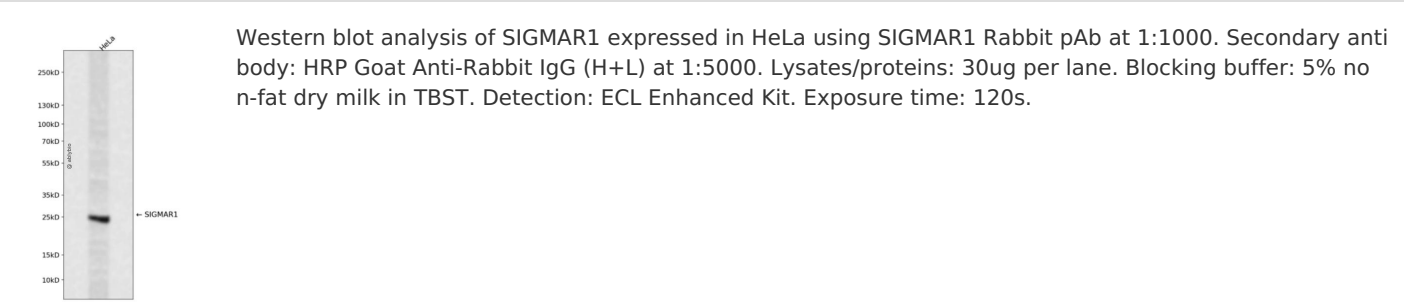 HeLa
250kD
130kD
100kD
70kD
55kD
35kD
25kD
15kD
10kD
@ abiybio
← SIGMAR1
Western blot analysis of SIGMAR1 expressed in HeLa using SIGMAR1 Rabbit pAb at 1:1000. Secondary anti
body: HRP Goat Anti-Rabbit IgG (H+L) at 1:5000. Lysates/proteins: 30ug per lane. Blocking buffer: 5% no
n-fat dry milk in TBST. Detection: ECL Enhanced Kit. Exposure time: 120s.